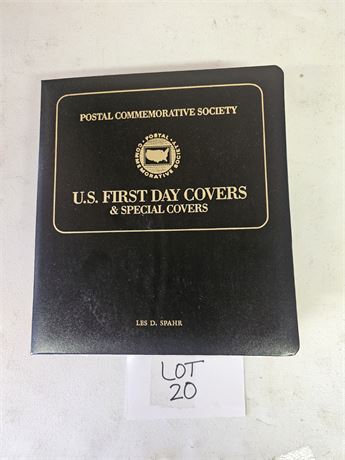 POSTAL COMMEMORATIVE SOCIETY
POSTAL
COMMEMORATIVE SOCIETY
U.S. FIRST DAY COVERS
& SPECIAL COVERS
LES D. SPAHR
LOT
20